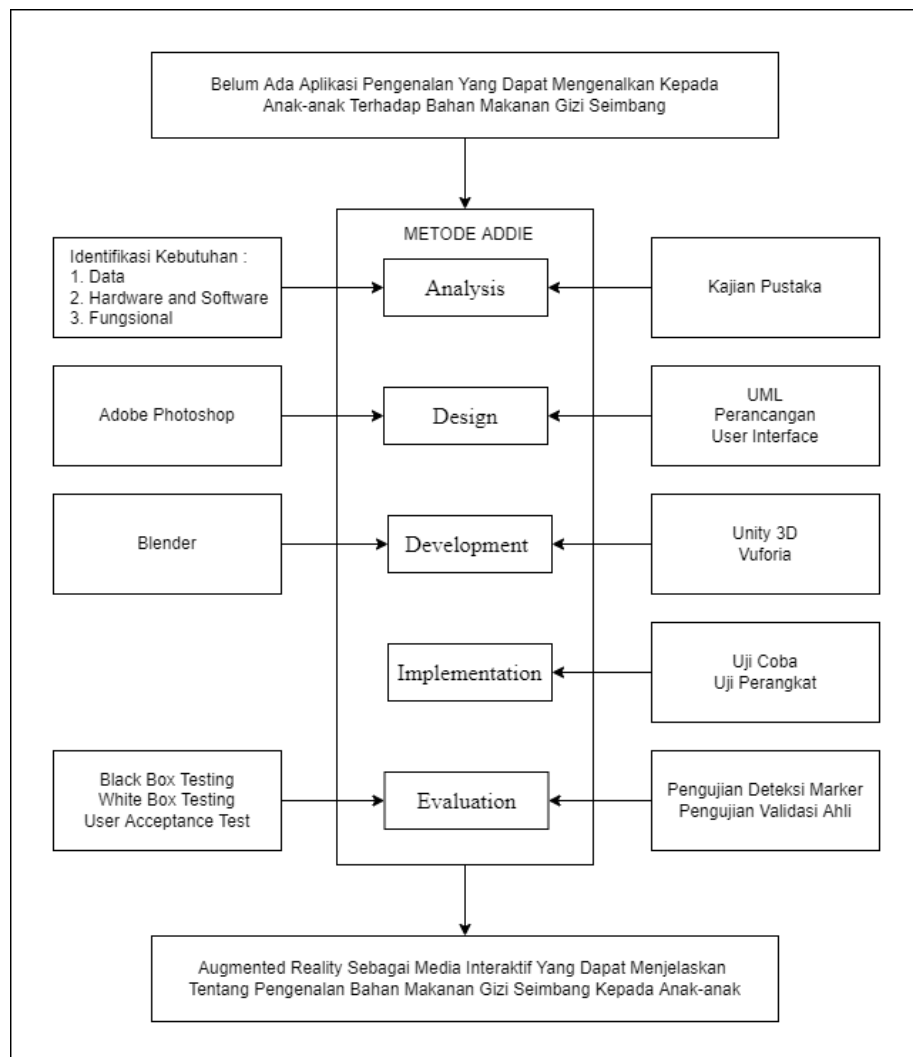 Belum Ada Aplikasi Pengenalan Yang Dapat Mengenalkan Kepada
Anak-anak Terhadap Bahan Makanan Gizi Seimbang
METODE ADDIE
Identifikasi Kebutuhan :
1. Data
2. Hardware and Software
3. Fungsional
Analysis
Kajian Pustaka
Adobe Photoshop
Design
UML
Perancangan
User Interface
Blender
Development
Unity 3D
Vuforia
Implementation
Uji Coba
Uji Perangkat
Black Box Testing
White Box Testing
User Acceptance Test
Evaluation
Pengujian Deteksi Marker
Pengujian Validasi Ahli
Augmented Reality Sebagai Media Interaktif Yang Dapat Menjelaskan
Tentang Pengenalan Bahan Makanan Gizi Seimbang Kepada Anak-anak